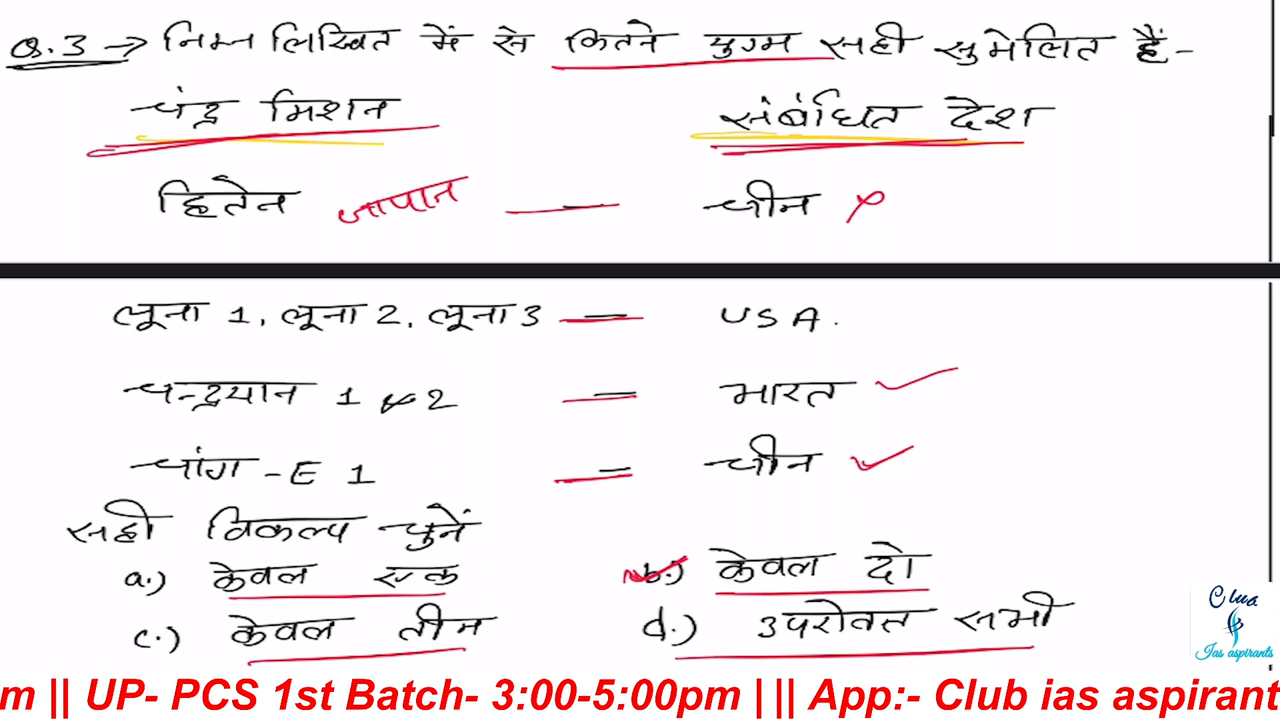 Q.3 → निम्नलिखित में से कितने युग्म सही सुमेलित हैं-
चंद्र मिशन संबंधित देश
हितेन जापान — चीन ✗
लूना 1, लूना 2, लूना 3 — USA.
चन्द्रयान 1 & 2 — भारत ✓
चांग -E 1 — चीन ✓
सही विकल्प चुनें
a.) केवल एक b.) केवल दो
c.) केवल तीन d.) उपरोक्त सभी
Club
Ias aspirants
m || UP- PCS 1st Batch- 3:00-5:00pm | || App:- Club ias aspirant